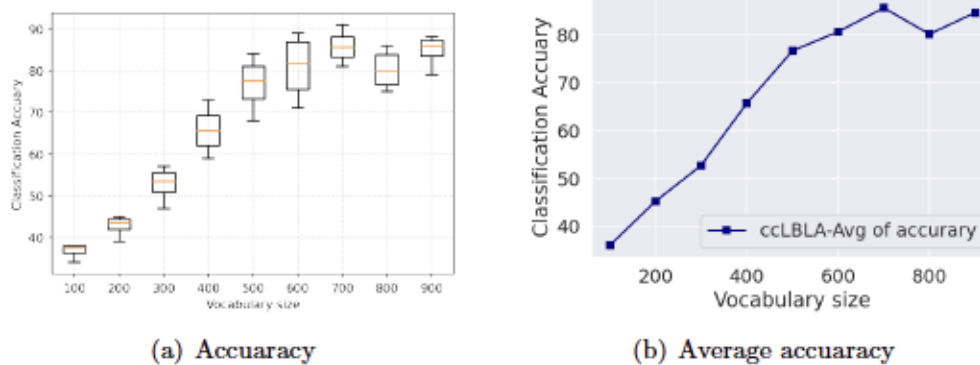 90
80
70
60
50
40
Classification Accuary
100 200 300 400 500 600 700 800 900
Vocabulary size
(a) Accuaracy
80
70
60
50
40
Classification Accuary
ccLBLA-Avg of accurary
200 400 600 800
Vocabulary size
(b) Average accuaracy